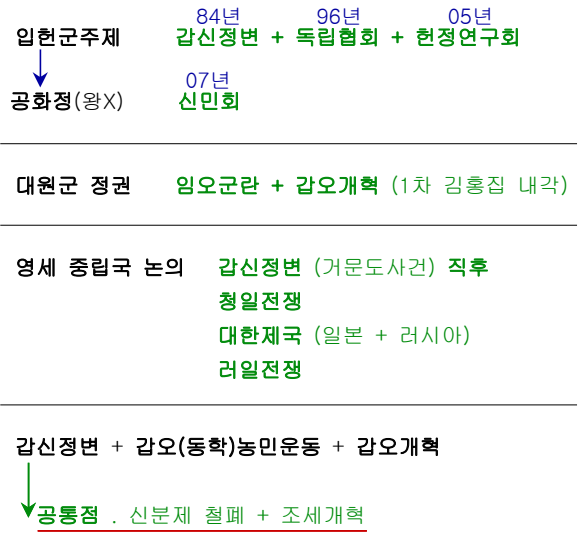 84년 96년 05년
입헌군주제 갑신정변 + 독립협회 + 헌정연구회
07년
공화정(왕X) 신민회
대원군 정권 임오군란 + 갑오개혁 (1차 김홍집 내각)
영세 중립국 논의 갑신정변 (거문도사건) 직후
청일전쟁
대한제국 (일본 + 러시아)
러일전쟁
갑신정변 + 갑오(동학)농민운동 + 갑오개혁
공통점 . 신분제 철폐 + 조세개혁